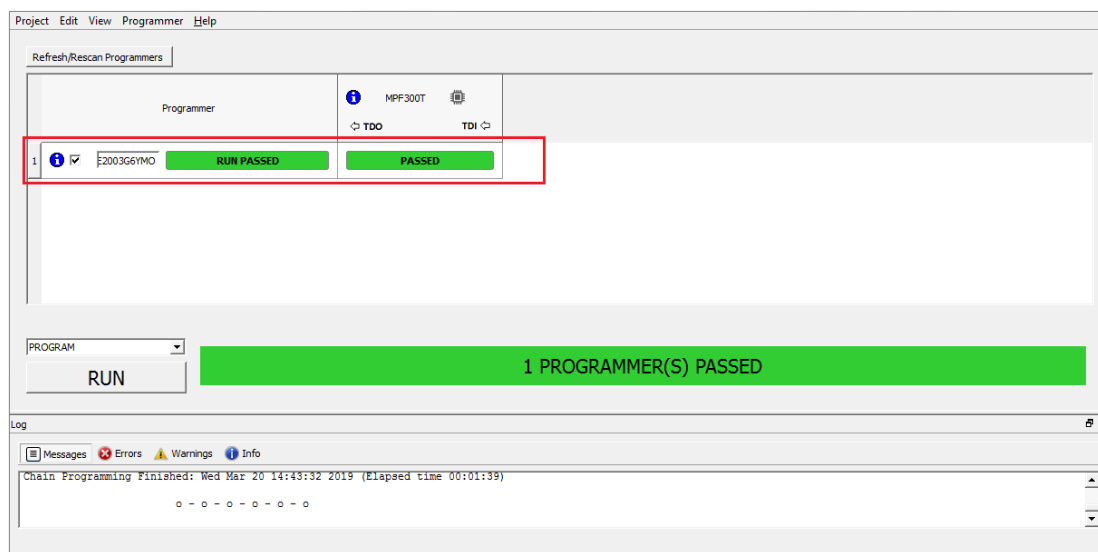 Project Edit View Programmer Help
Refresh/Rescan Programmers
Programmer
MPF300T
TDO TDI
1 E2003G6YMO RUN PASSED PASSED
PROGRAM
RUN
1 PROGRAMMER(S) PASSED
Log
Messages Errors Warnings Info
Chain Programming Finished: Wed Mar 20 14:43:32 2019 (Elapsed time 00:01:39)
o - o - o - o - o - o